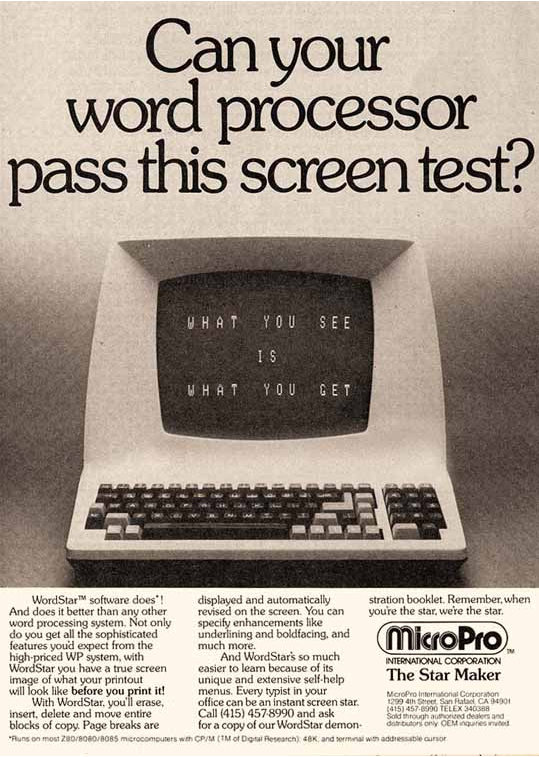 Can your
word processor
pass this screen test?
WHAT YOU SEE
IS
WHAT YOU GET
WordStar™ software does*!
And does it better than any other
word processing system. Not only
do you get all the sophisticated
features you'd expect from the
high-priced WP system, with
WordStar you have a true screen
image of what your printout
will look like before you print it!
With WordStar, you'll erase,
insert, delete and move entire
blocks of copy. Page breaks are
displayed and automatically
revised on the screen. You can
specify enhancements like
underlining and boldfacing, and
much more.
And WordStar's so much
easier to learn because of its
unique and extensive self-help
menus. Every typist in your
office can be an instant screen star.
Call (415) 457-8990 and ask
for a copy of our WordStar demon-
stration booklet. Remember, when
you're the star, we're the star.
MicroPro™
INTERNATIONAL CORPORATION
The Star Maker
MicroPro International Corporation
1299 4th Street, San Rafael, CA 94901
(415) 457-8990 TELEX 340388
Sold through authorized dealers and
distributors only. OEM inquiries invited.
*Runs on most Z80/8080/8085 microcomputers with CP/M (TM of Digital Research), 48K, and terminal with addressable cursor.